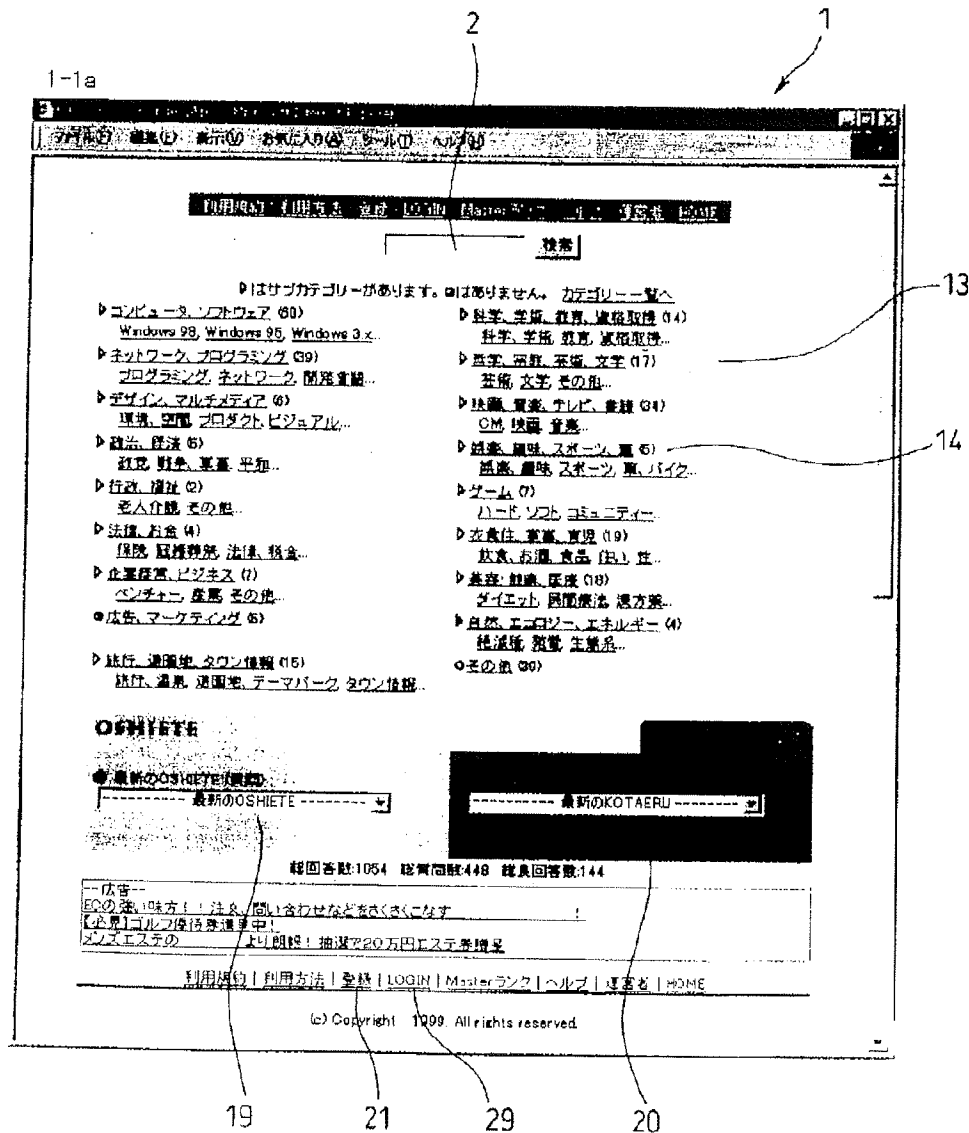 2
1
1-1a
ファイル(F) 編集(E) 表示(V) お気に入り(A) ツール(T) ヘルプ(H)
利用規約 利用方法 登録 LOGIN Masterランク 運営者 HOME
検索
はサブカテゴリーがあります。 はありません。 カテゴリー一覧へ
13
コンピュータ、ソフトウェア (60)
Windows 98, Windows 95, Windows 3.x...
ネットワーク、プログラミング (39)
プログラミング, ネットワーク, 開発言語...
デザイン、マルチメディア (6)
環境、空間, プロダクト, ビジュアル...
政治、経済 (6)
政党, 戦争、軍事, 平和...
行政、福祉 (2)
老人介護, その他...
法律、お金 (4)
保険, 冠婚葬祭, 法律、税金...
企業経営、ビジネス (7)
ベンチャー, 産業, その他...
広告、マーケティング (6)
旅行、遊園地、タウン情報 (15)
旅行、温泉, 遊園地、テーマパーク, タウン情報...
科学、学術、教育、資格取得 (14)
科学、学術, 教育, 資格取得...
哲学、宗教、芸術、文学 (17)
芸術, 文学, その他...
映画、音楽、テレビ、書籍 (34)
CM, 映画, 音楽...
娯楽、趣味、スポーツ、車 (5)
14
娯楽、趣味, スポーツ, 車、バイク...
ゲーム (7)
ハード, ソフト, コミュニティー...
衣食住、家事、育児 (19)
飲食、お酒, 食品, 住い, 性...
美容、健康、医療 (18)
ダイエット, 民間療法, 漢方薬...
自然、エコロジー、エネルギー (4)
絶滅種, 発電, 生態系...
その他 (30)
OSHIETE
最新のOSHIETE(質問)
---------- 最新のOSHIETE --------
---------- 最新のKOTAERU --------
総回答数:1054 総質問数:448 総良回答数:144
--広告--
ECの強い味方!!注文、問い合わせなどをさくさくこなす !
【必見】ゴルフ優待券進呈中!
メンズエステの より朗報!抽選で20万円エステ券贈呈
利用規約 | 利用方法 | 登録 | LOGIN | Masterランク | ヘルプ | 運営者 | HOME
(c) Copyright 1999. All rights reserved.
19
21
29
20